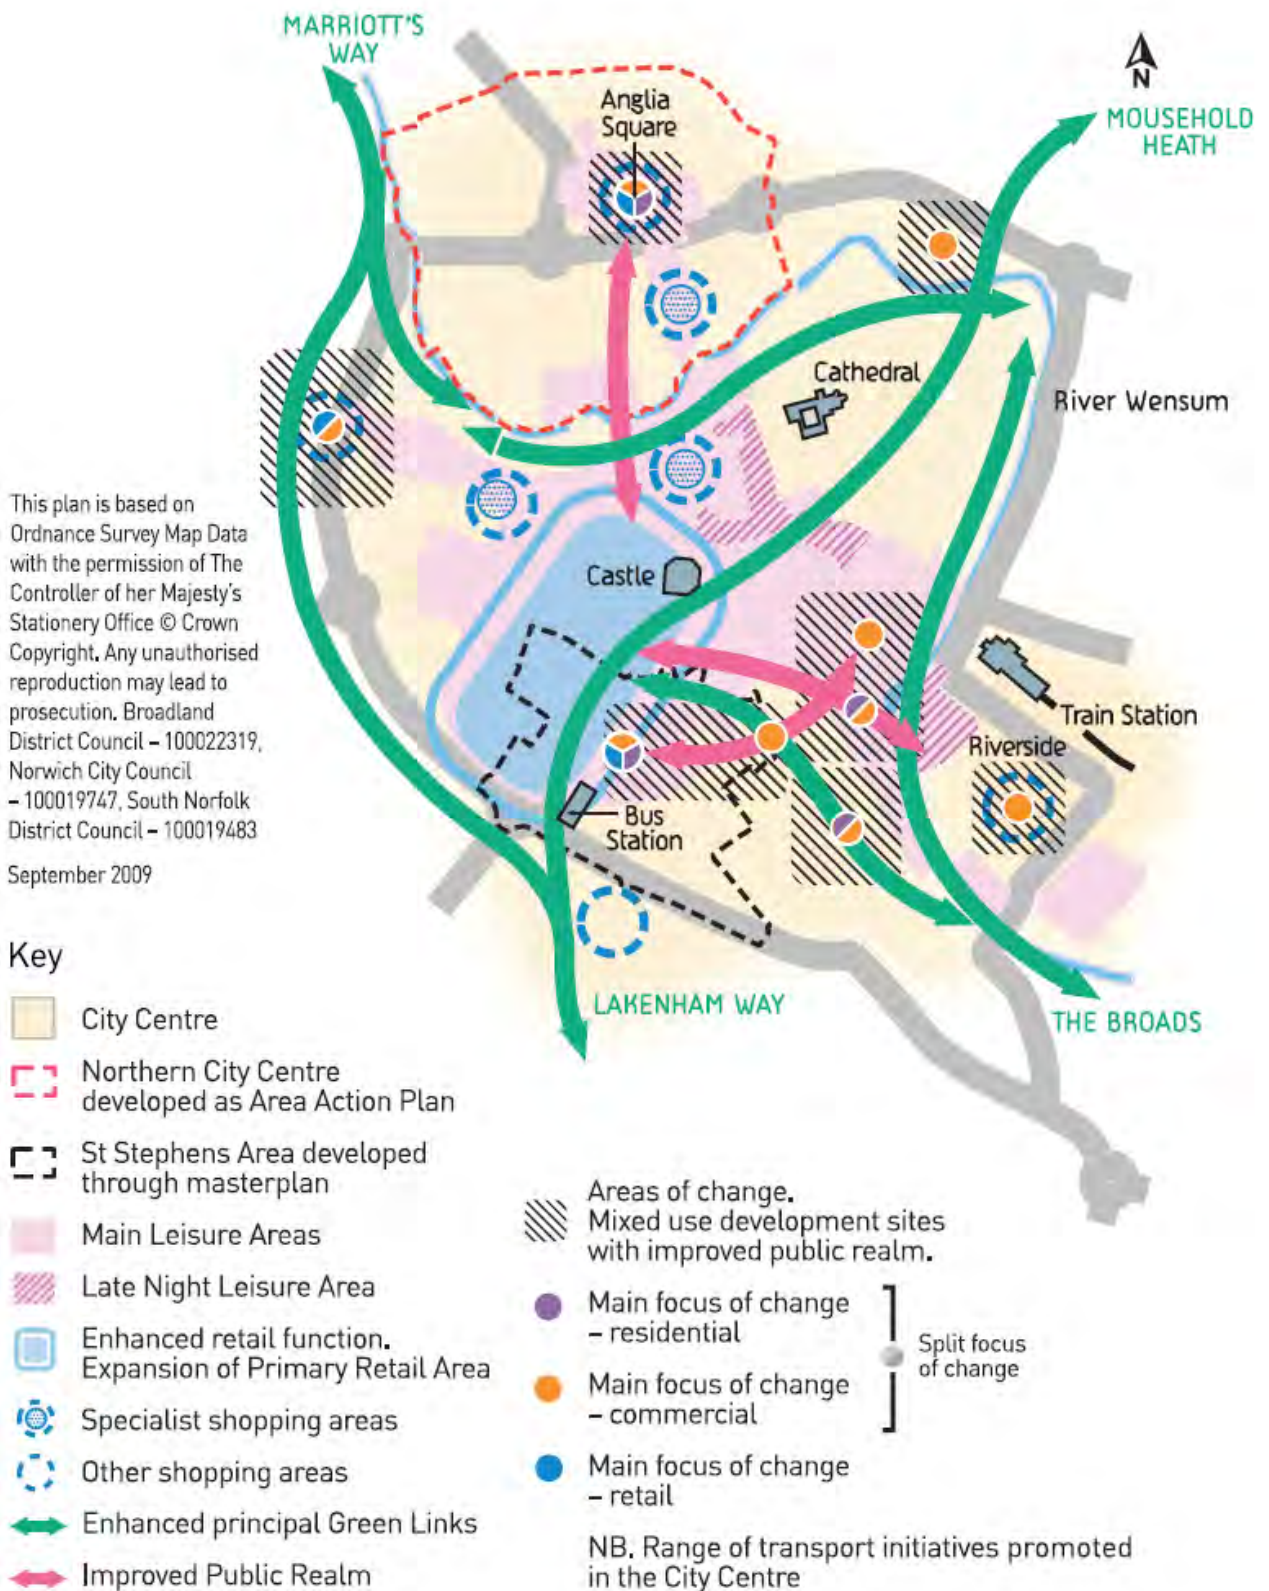 MARRIOTT'S
WAY
N
MOUSEHOLD
HEATH
Anglia
Square
Cathedral
River Wensum
This plan is based on
Ordnance Survey Map Data
with the permission of The
Controller of her Majesly's
Stationery Office © Crown
Copyright. Any unauthorised
reproduction may lead to
prosecution. Broadland
District Council – 100022319,
Norwich City Council
– 100019747, South Norfolk
District Council – 100019483
September 2009
Castle
Train Station
Riverside
Bus
Station
LAKENHAM WAY
THE BROADS
Key
City Centre
Northern City Centre
developed as Area Action Plan
St Stephens Area developed
through masterplan
Main Leisure Areas
Late Night Leisure Area
Enhanced retail function.
Expansion of Primary Retail Area
Specialist shopping areas
Other shopping areas
Enhanced principal Green Links
Improved Public Realm
Areas of change.
Mixed use development sites
with improved public realm.
Main focus of change
– residential
Main focus of change
– commercial
Split focus
of change
Main focus of change
– retail
NB. Range of transport initiatives promoted
in the City Centre